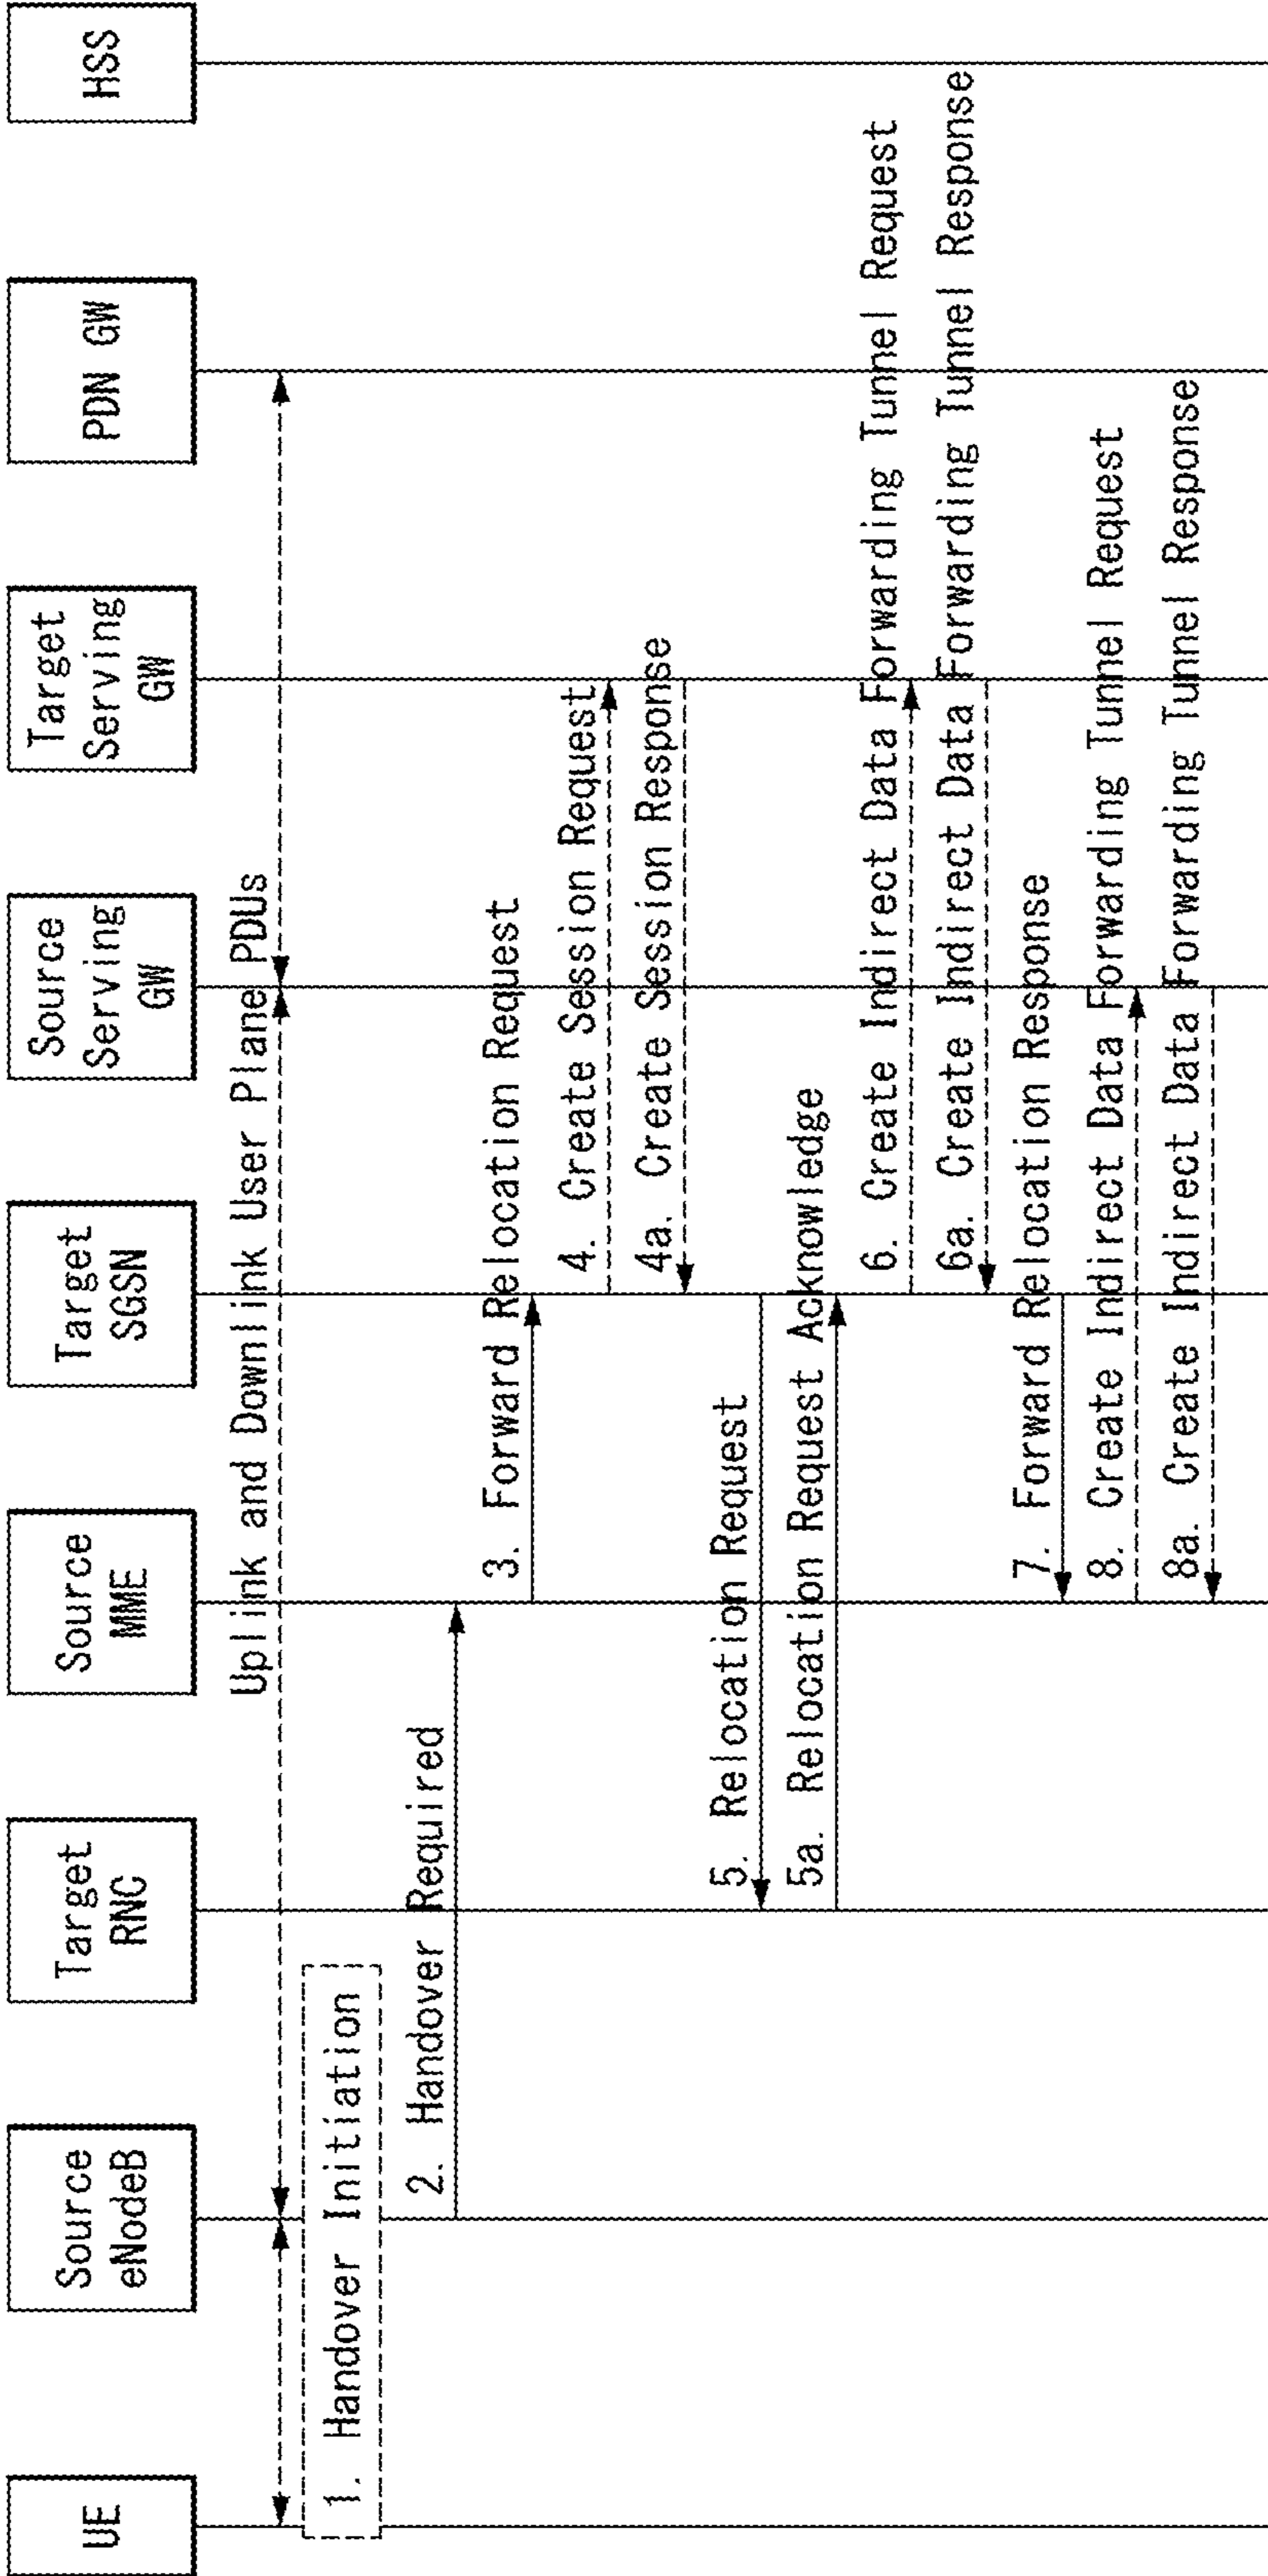 UE
Source
eNodeB
Target
RNC
Source
MME
Target
SGSN
Source
Serving
GW
Target
Serving
GW
PDN GW
HSS
Uplink and Downlink User Plane PDUs
1. Handover Initiation
2. Handover Required
3. Forward Relocation Request
4. Create Session Request
4a. Create Session Response
5. Relocation Request
5a. Relocation Request Acknowledge
6. Create Indirect Data Forwarding Tunnel Request
6a. Create Indirect Data Forwarding Tunnel Response
7. Forward Relocation Response
8. Create Indirect Data Forwarding Tunnel Request
8a. Create Indirect Data Forwarding Tunnel Response